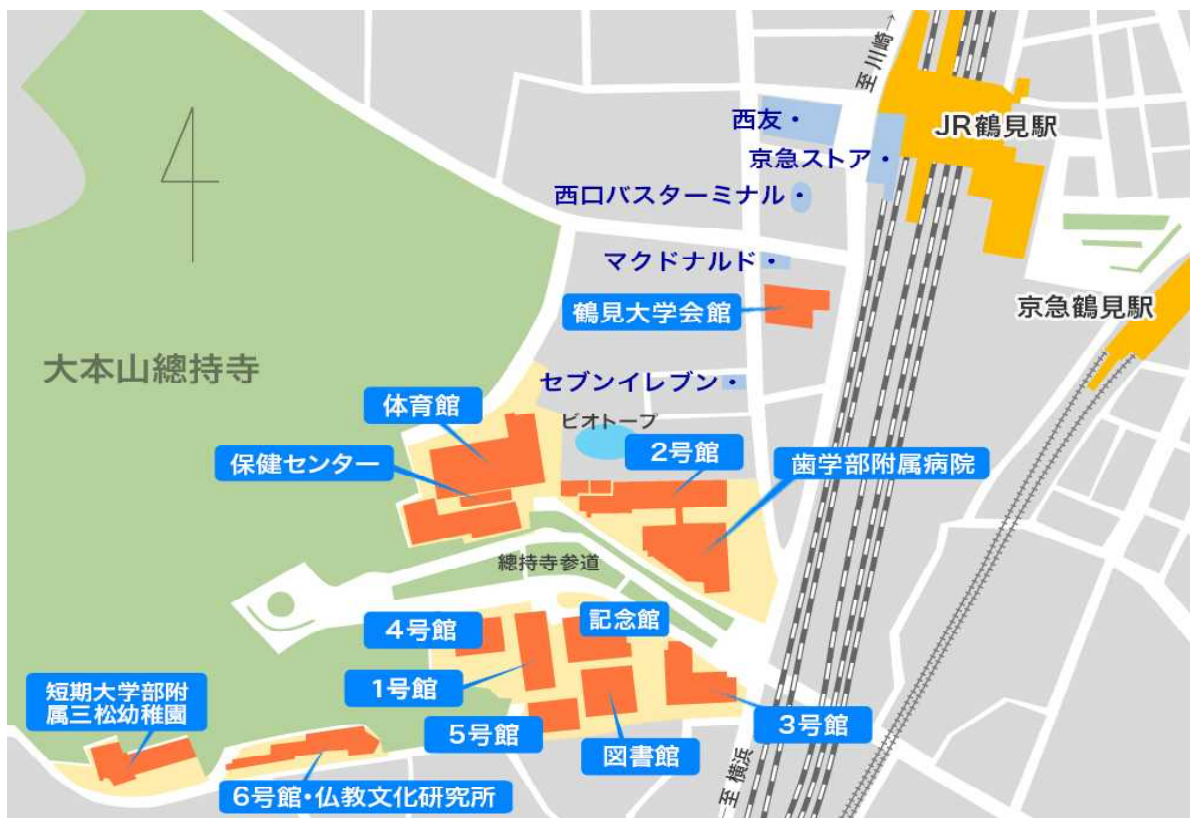 至 川崎→
西友・
JR鶴見駅
京急ストア・
西口バスターミナル・
マクドナルド・
鶴見大学会館
京急鶴見駅
大本山總持寺
セブンイレブン・
体育館
ビオトープ
保健センター
2号館
歯学部附属病院
總持寺参道
4号館
記念館
1号館
短期大学部附
属三松幼稚園
5号館
図書館
3号館
6号館・仏教文化研究所
←至 横浜